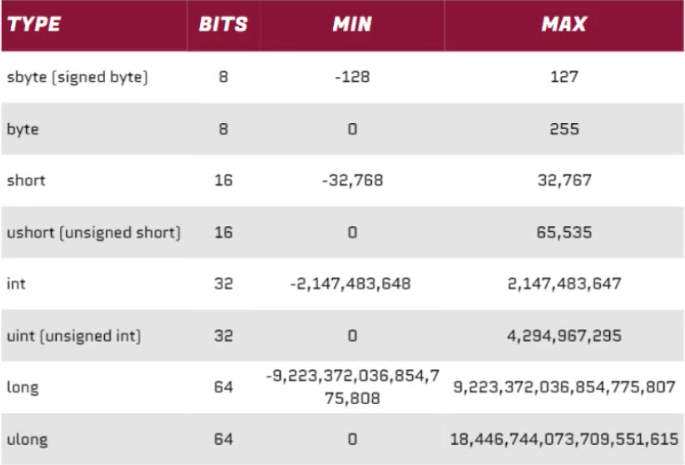 TYPE BITS MIN MAX
sbyte (signed byte) 8 -128 127
byte 8 0 255
short 16 -32,768 32,767
ushort (unsigned short) 16 0 65,535
int 32 -2,147,483,648 2,147,483,647
uint (unsigned int) 32 0 4,294,967,295
long 64 -9,223,372,036,854,7
75,808 9,223,372,036,854,775,807
ulong 64 0 18,446,744,073,709,551,615